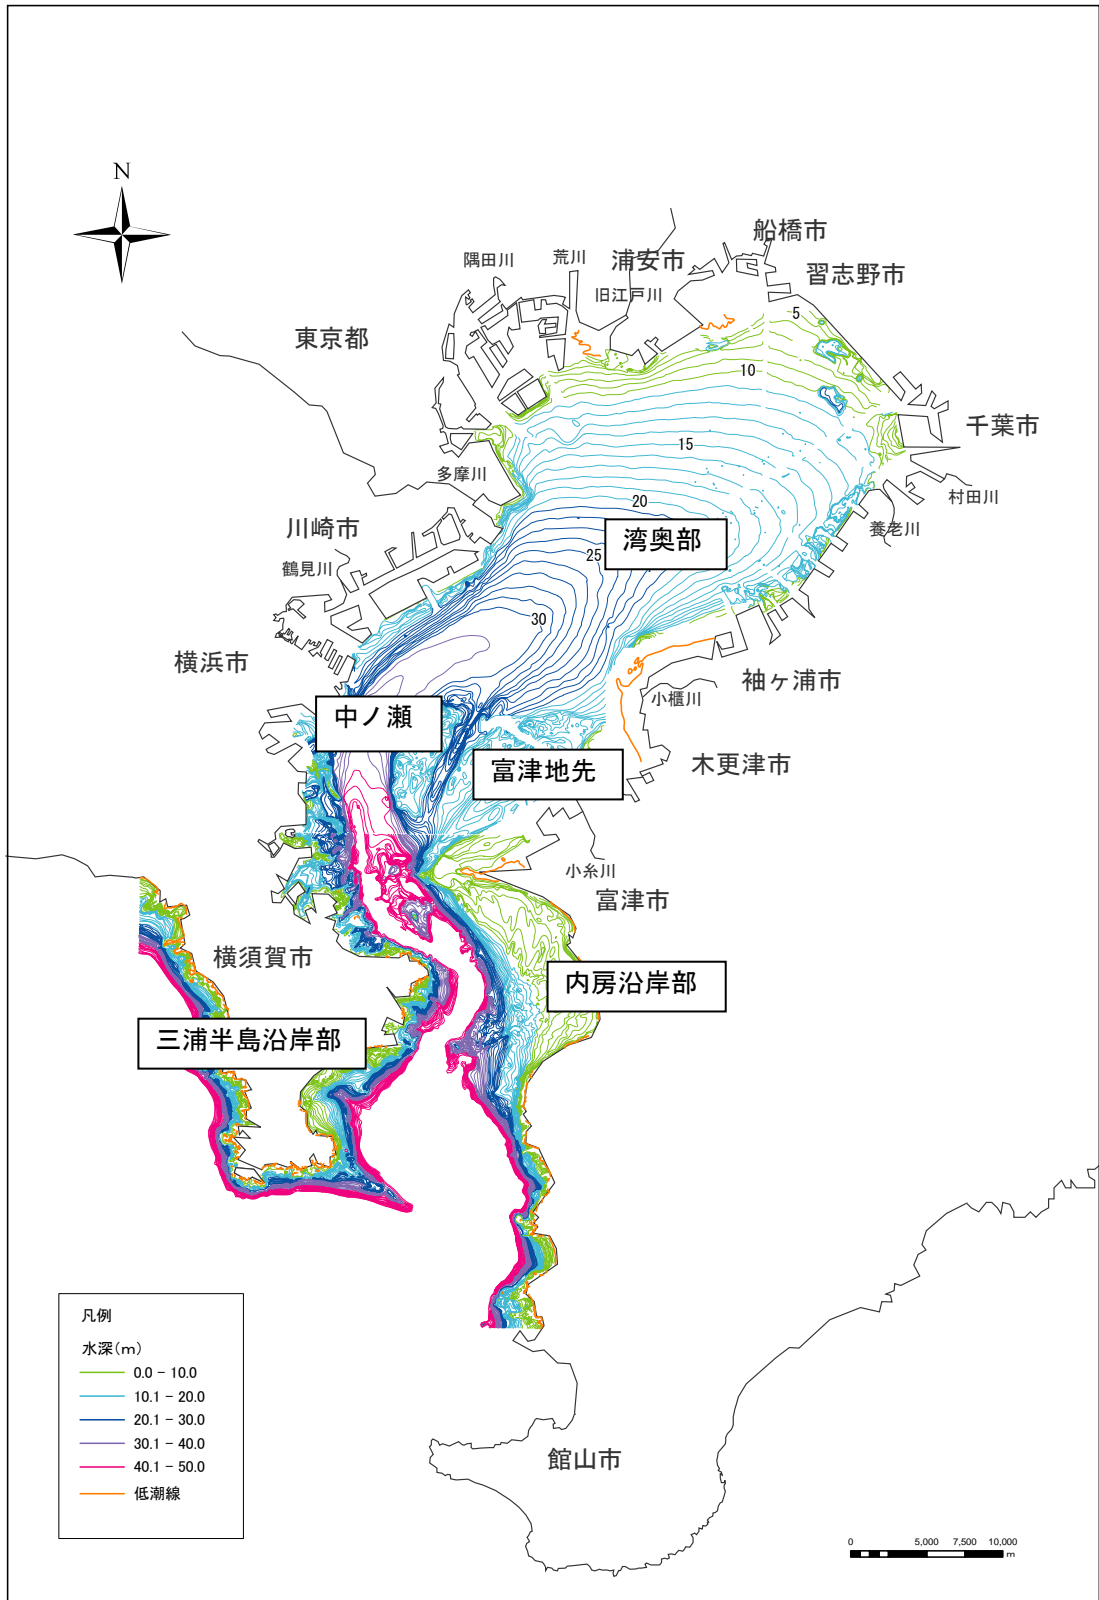 N
船橋市
隅田川
荒川
浦安市
習志野市
旧江戸川
東京都
5
10
千葉市
15
多摩川
村田川
20
川崎市
養老川
湾奥部
25
鶴見川
30
横浜市
袖ヶ浦市
小櫃川
中ノ瀬
木更津市
富津地先
小糸川
富津市
横須賀市
内房沿岸部
三浦半島沿岸部
凡例
水深(m)
0.0 - 10.0
10.1 - 20.0
20.1 - 30.0
30.1 - 40.0
40.1 - 50.0
低潮線
館山市
0 5,000 7,500 10,000
m